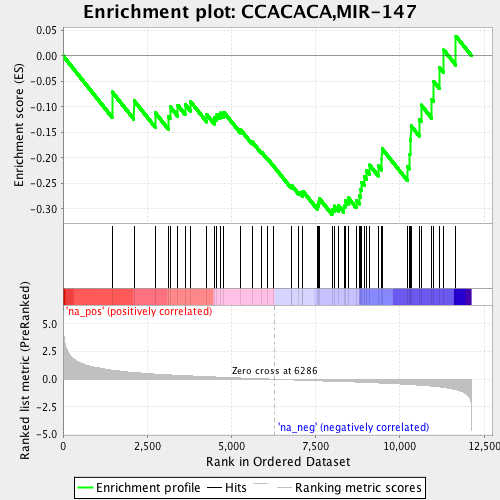 Enrichment plot: CCACACA,MIR-147
Enrichment score (ES)
0.05
0.00
-0.05
-0.10
-0.15
-0.20
-0.25
-0.30
'na_pos' (positively correlated)
Ranked list metric (PreRanked)
5.0
2.5
0.0
-2.5
-5.0
Zero cross at 6286
'na_neg' (negatively correlated)
0
2,500
5,000
7,500
10,000
12,500
Rank in Ordered Dataset
Enrichment profile
Hits
Ranking metric scores